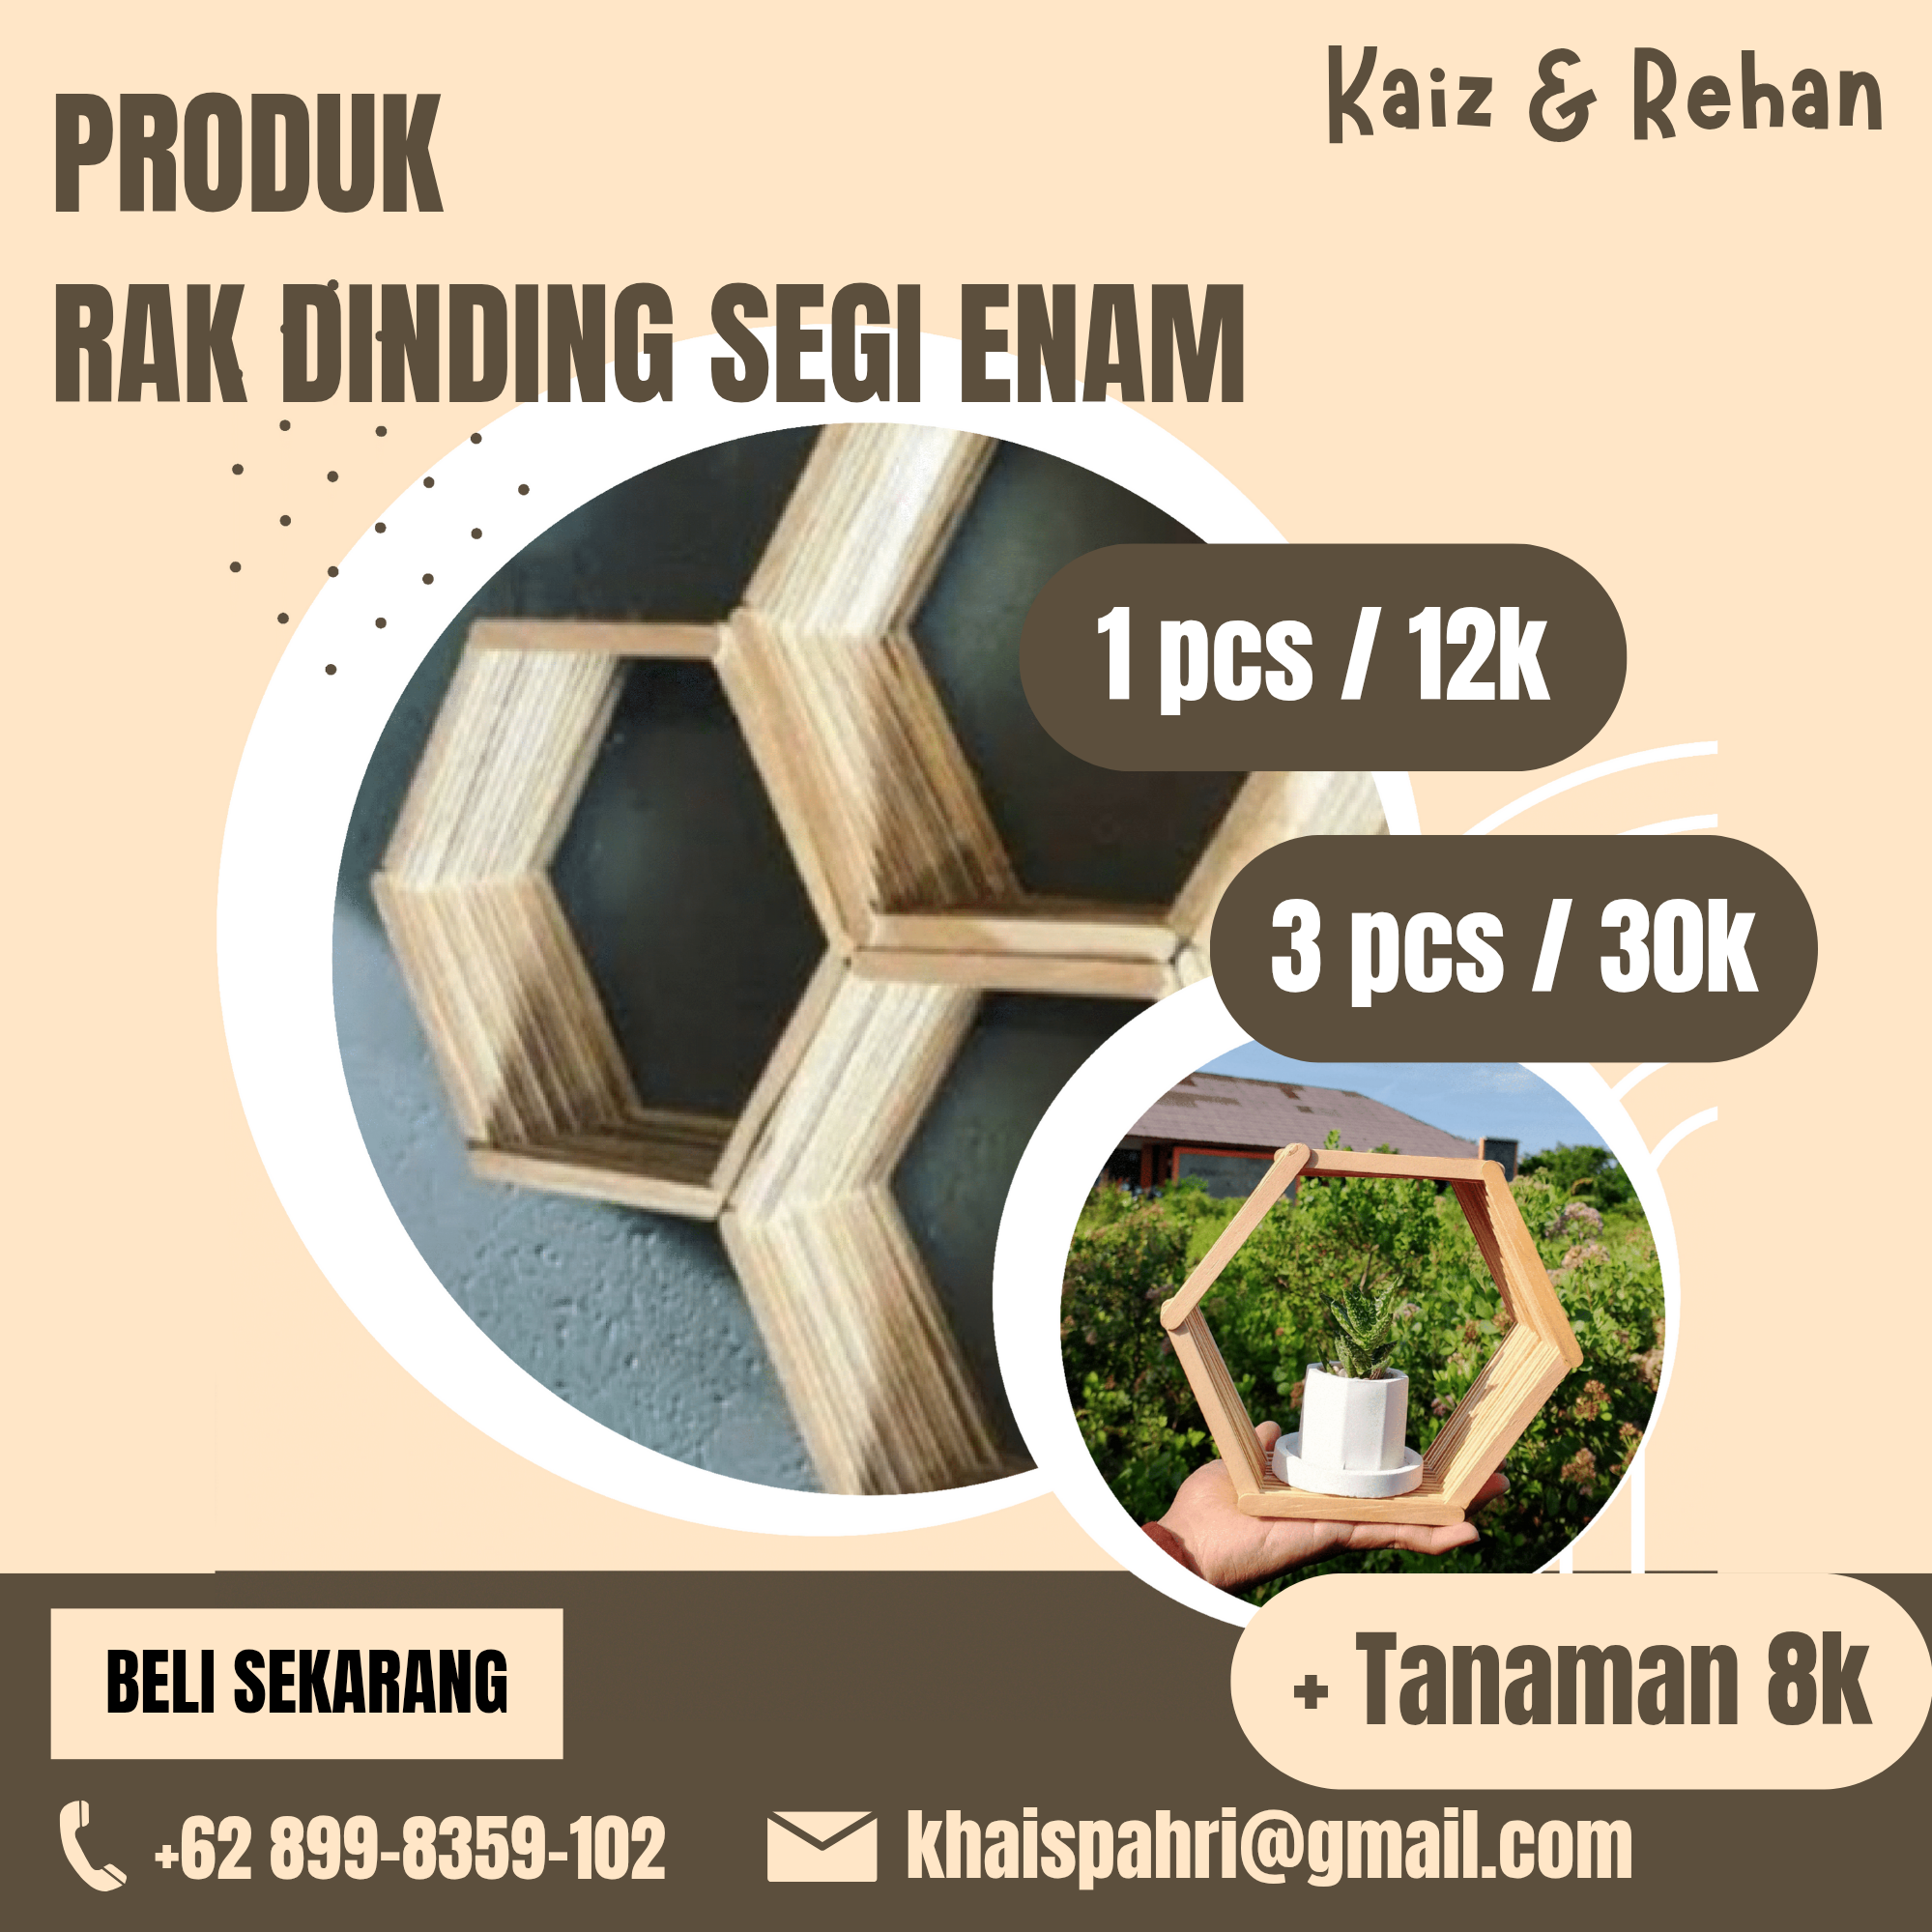 Kaiz & Rehan
PRODUK
RAK DINDING SEGI ENAM
1 pcs / 12k
3 pcs / 30k
+ Tanaman 8k
BELI SEKARANG
+62 899-8359-102
khaispahri@gmail.com